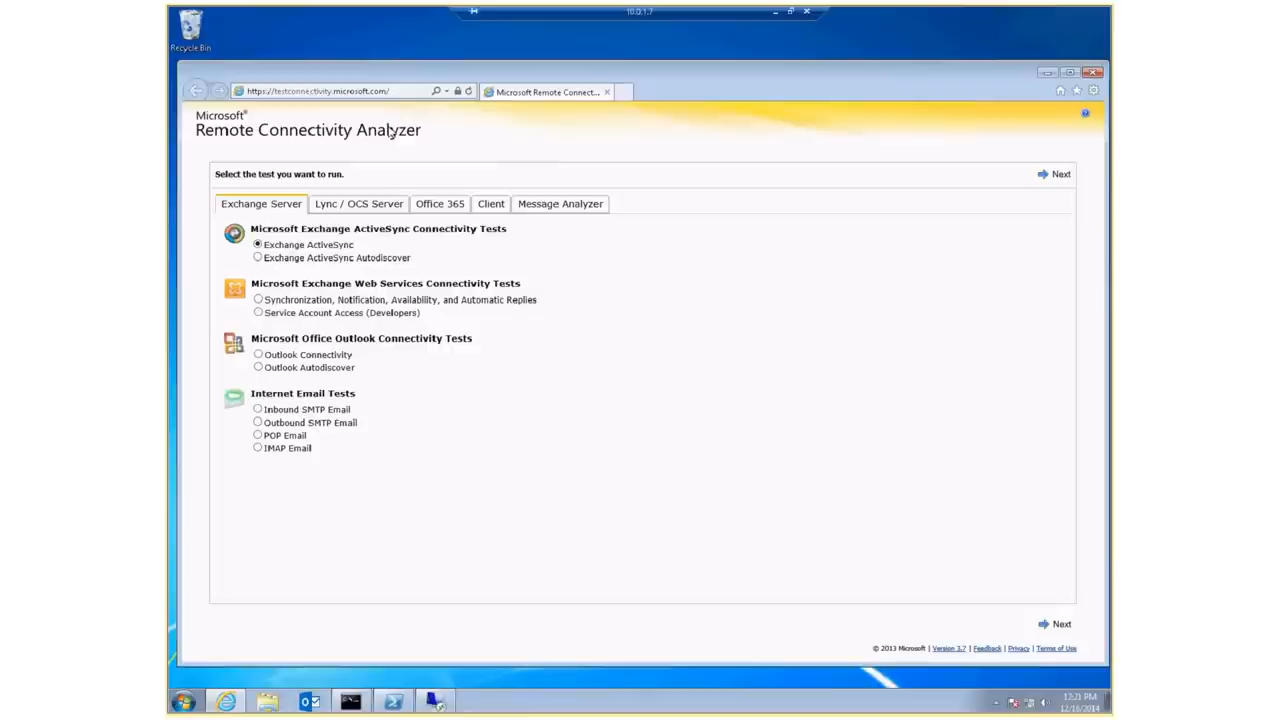 10.0.1.7
Recycle Bin
https://testconnectivity.microsoft.com/
Microsoft Remote Connect...
Microsoft®
Remote Connectivity Analyzer
Select the test you want to run.
Next
Exchange Server
Lync / OCS Server
Office 365
Client
Message Analyzer
Microsoft Exchange ActiveSync Connectivity Tests
Exchange ActiveSync
Exchange ActiveSync Autodiscover
Microsoft Exchange Web Services Connectivity Tests
Synchronization, Notification, Availability, and Automatic Replies
Service Account Access (Developers)
Microsoft Office Outlook Connectivity Tests
Outlook Connectivity
Outlook Autodiscover
Internet Email Tests
Inbound SMTP Email
Outbound SMTP Email
POP Email
IMAP Email
Next
© 2013 Microsoft | Version 3.7 | Feedback | Privacy | Terms of Use
12:21 PM
12/16/2014